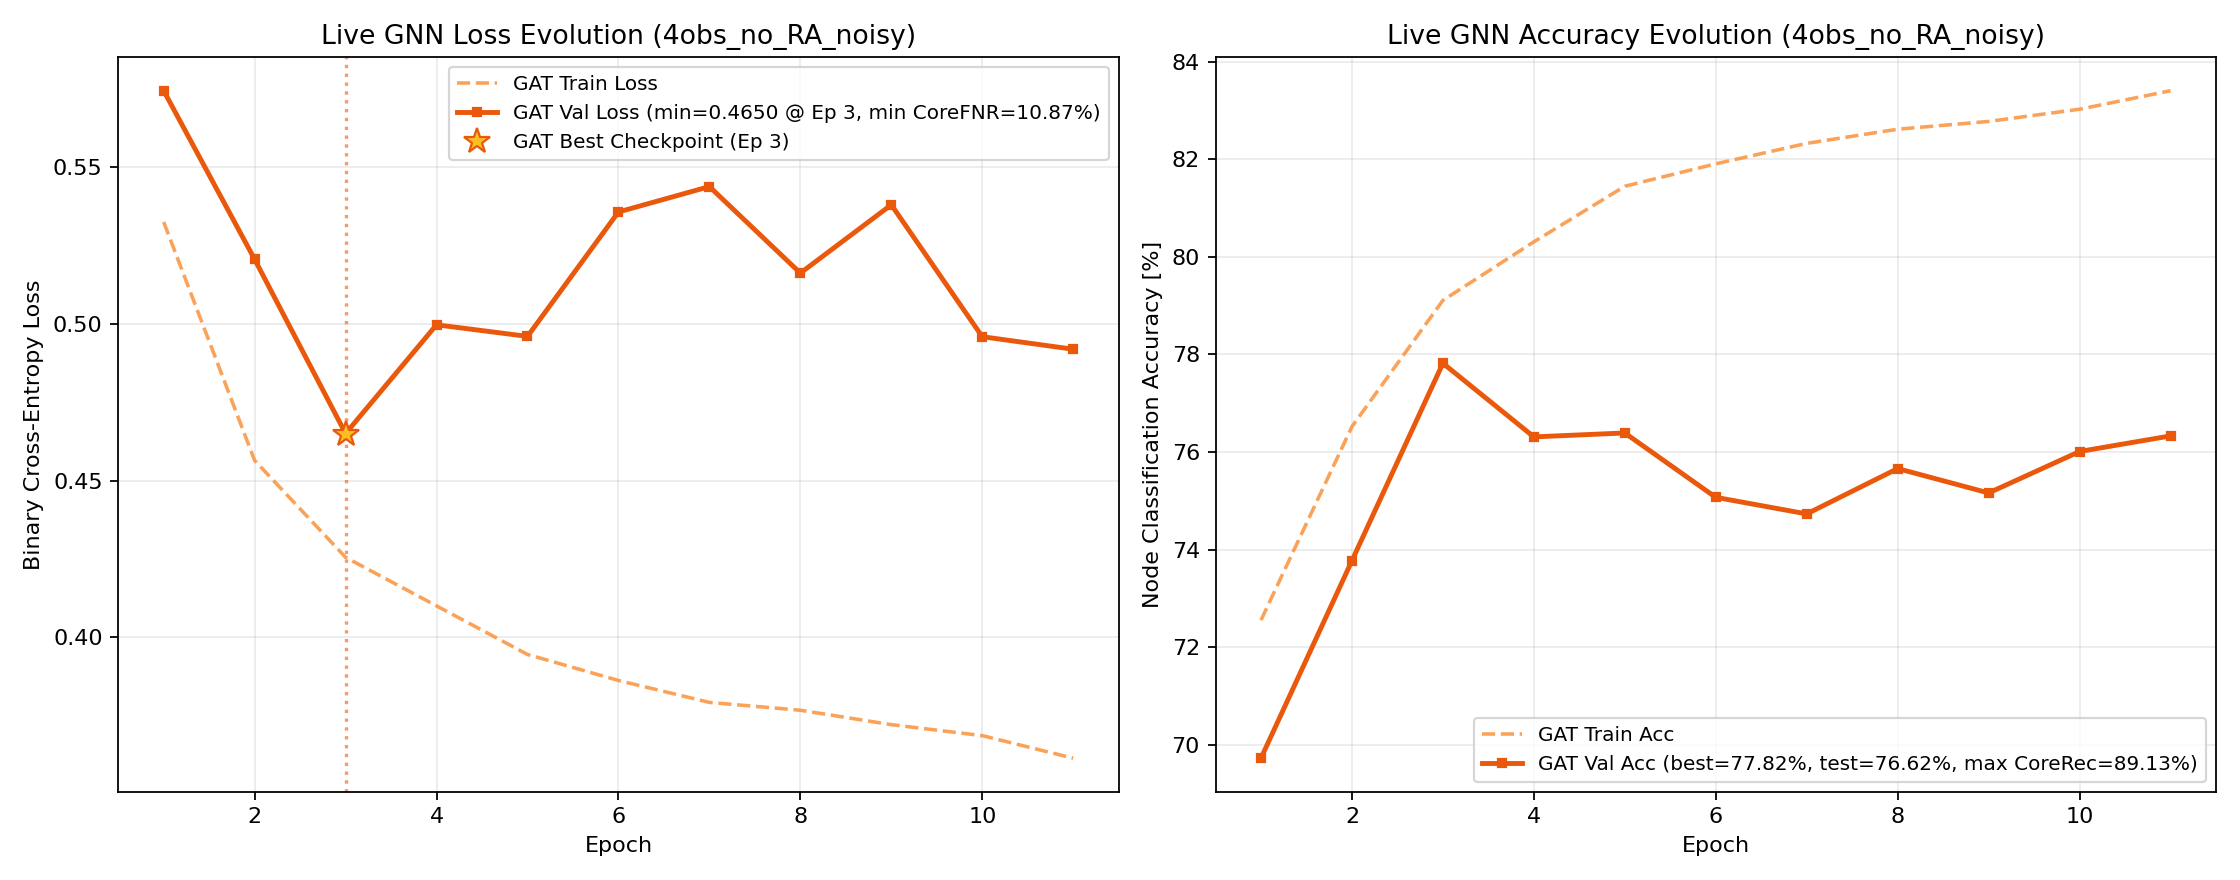 Live GNN Loss Evolution (4obs_no_RA_noisy)
GAT Train Loss
GAT Val Loss (min=0.4650 @ Ep 3, min CoreFNR=10.87%)
GAT Best Checkpoint (Ep 3)
Binary Cross-Entropy Loss
0.55
0.50
0.45
0.40
2
4
6
8
10
Epoch
Live GNN Accuracy Evolution (4obs_no_RA_noisy)
Node Classification Accuracy [%]
84
82
80
78
76
74
72
70
GAT Train Acc
GAT Val Acc (best=77.82%, test=76.62%, max CoreRec=89.13%)
2
4
6
8
10
Epoch